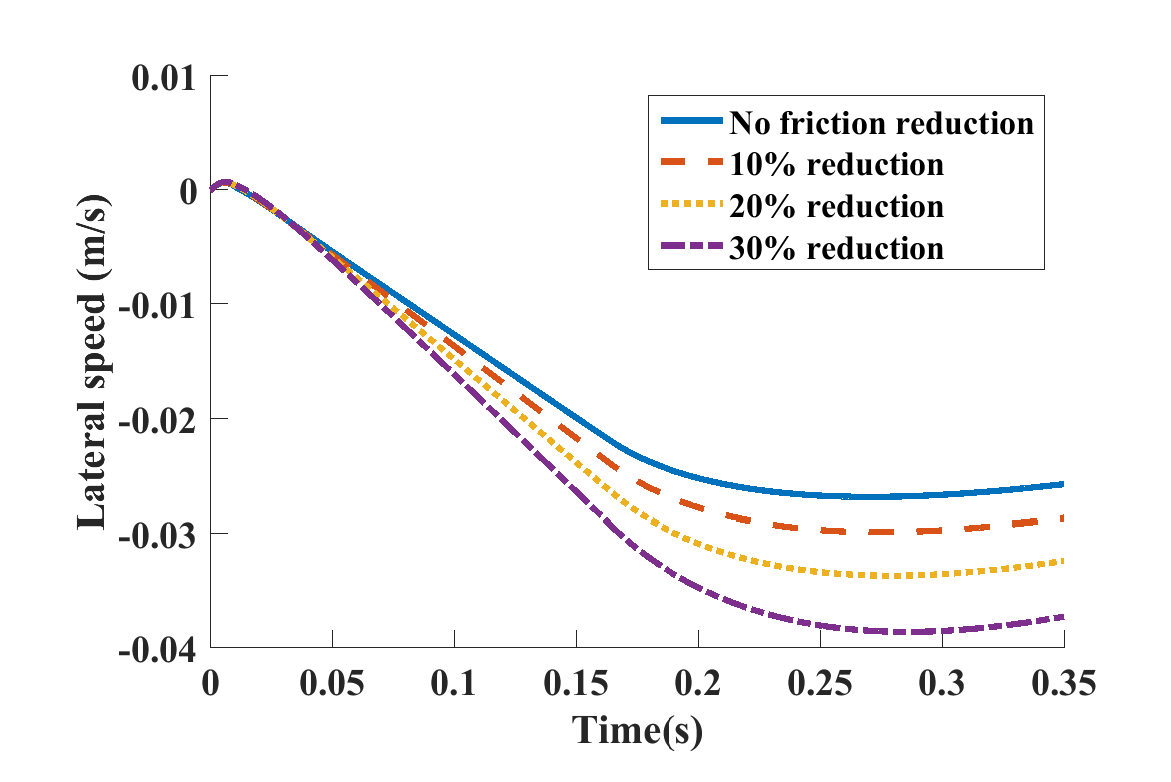 0.01
0
-0.01
-0.02
-0.03
-0.04
Lateral speed (m/s)
No friction reduction
10% reduction
20% reduction
30% reduction
0 0.05 0.1 0.15 0.2 0.25 0.3 0.35
Time(s)